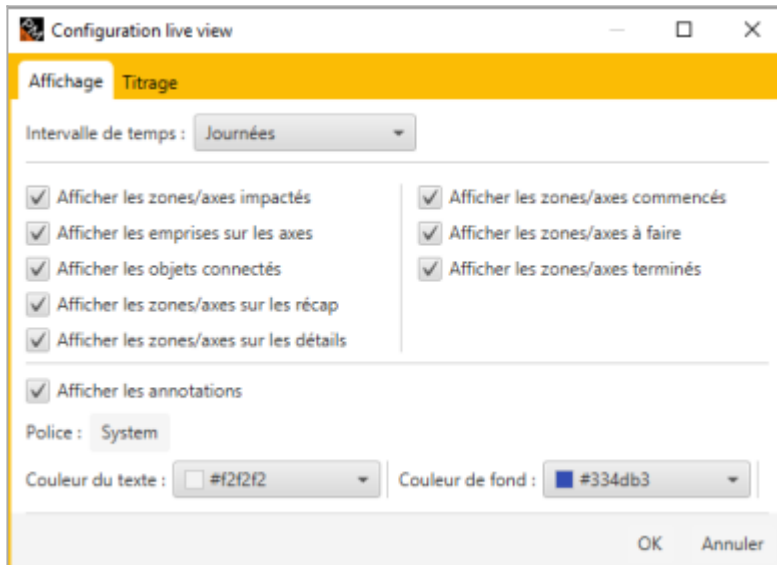 Configuration live view
Affichage Titrage
Intervalle de temps : Journées
Afficher les zones/axes impactés
Afficher les emprises sur les axes
Afficher les objets connectés
Afficher les zones/axes sur les récap
Afficher les zones/axes sur les détails
Afficher les zones/axes commencés
Afficher les zones/axes à faire
Afficher les zones/axes terminés
Afficher les annotations
Police : System
Couleur du texte : #f2f2f2 Couleur de fond : #334db3
OK Annuler